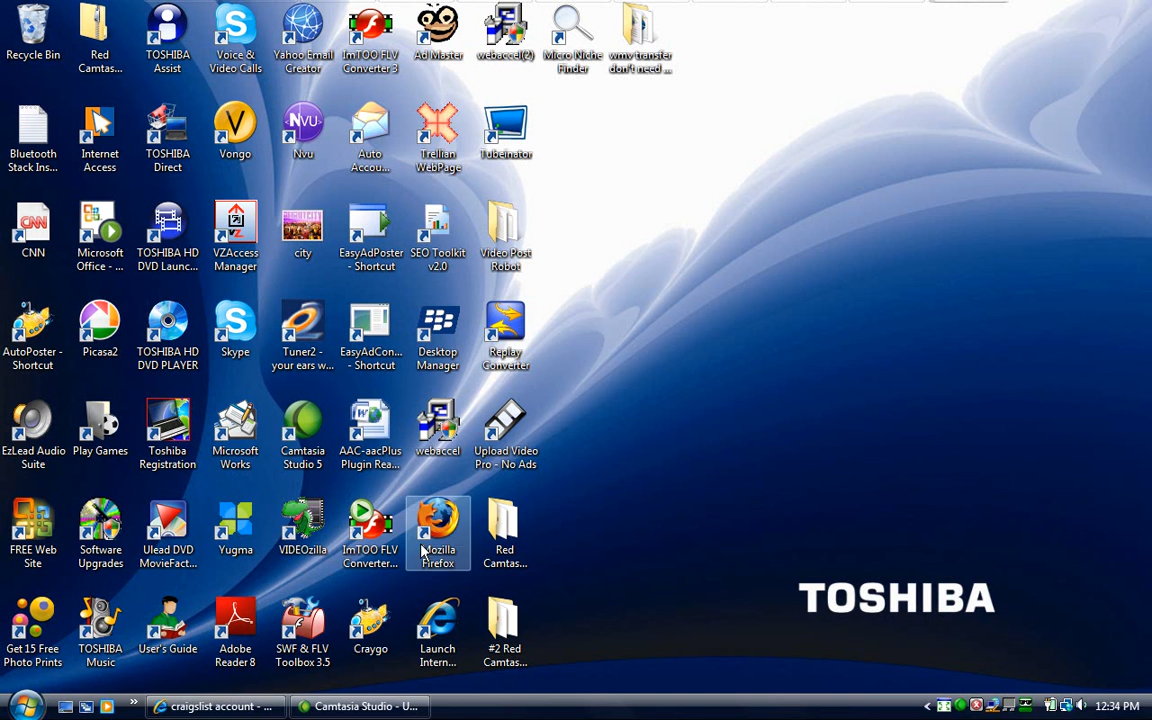 Recycle Bin
Red Camtas...
TOSHIBA Assist
Voice & Video Calls
Yahoo Email Creator
ImTOO FLV Converter 3
Ad Master
webaccel(2)
Micro Niche Finder
wmv transfer don't need ...
Bluetooth Stack Ins...
Internet Access
TOSHIBA Direct
V
Vongo
NVU
Nvu
Auto Accou...
Trellian WebPage
Tubeinator
CNN
CNN
Microsoft Office - ...
TOSHIBA HD DVD Launc...
VZ
VZAccess Manager
city
EasyAdPoster - Shortcut
SEO Toolkit v2.0
Video Post Robot
AutoPoster - Shortcut
Picasa2
TOSHIBA HD DVD PLAYER
Skype
Tuner2 - your ears w...
EasyAdCon... - Shortcut
Desktop Manager
Replay Converter
EzLead Audio Suite
Play Games
Toshiba Registration
Microsoft Works
Camtasia Studio 5
AAC-aacPlus Plugin Rea...
webaccel
Upload Video Pro - No Ads
FREE Web Site
Software Upgrades
Ulead DVD MovieFact...
Yugma
VIDEOzilla
ImTOO FLV Converter...
Mozilla Firefox
Red Camtas...
TOSHIBA
Get 15 Free Photo Prints
TOSHIBA Music
User's Guide
Adobe Reader 8
SWF & FLV Toolbox 3.5
Craygo
Launch Intern...
#2 Red Camtas...
craigslist account - ...
Camtasia Studio - U...
12:34 PM